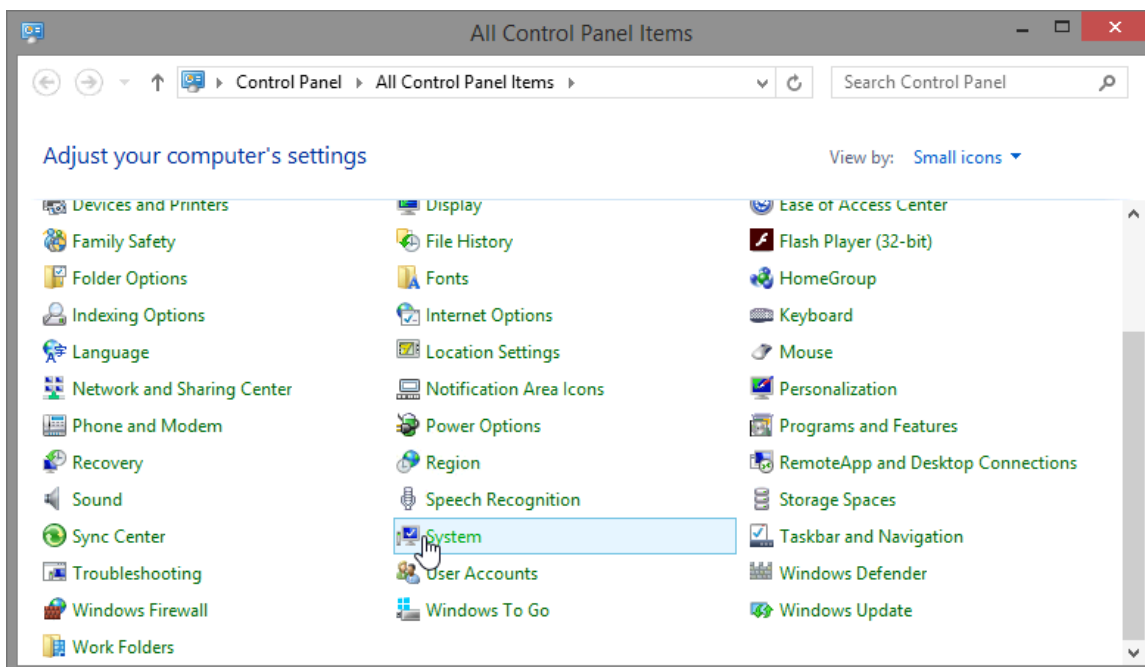 All Control Panel Items
Control Panel All Control Panel Items Search Control Panel
Adjust your computer's settings View by: Small icons
Devices and Printers Display Ease of Access Center
Family Safety File History Flash Player (32-bit)
Folder Options Fonts HomeGroup
Indexing Options Internet Options Keyboard
Language Location Settings Mouse
Network and Sharing Center Notification Area Icons Personalization
Phone and Modem Power Options Programs and Features
Recovery Region RemoteApp and Desktop Connections
Sound Speech Recognition Storage Spaces
Sync Center System Taskbar and Navigation
Troubleshooting User Accounts Windows Defender
Windows Firewall Windows To Go Windows Update
Work Folders